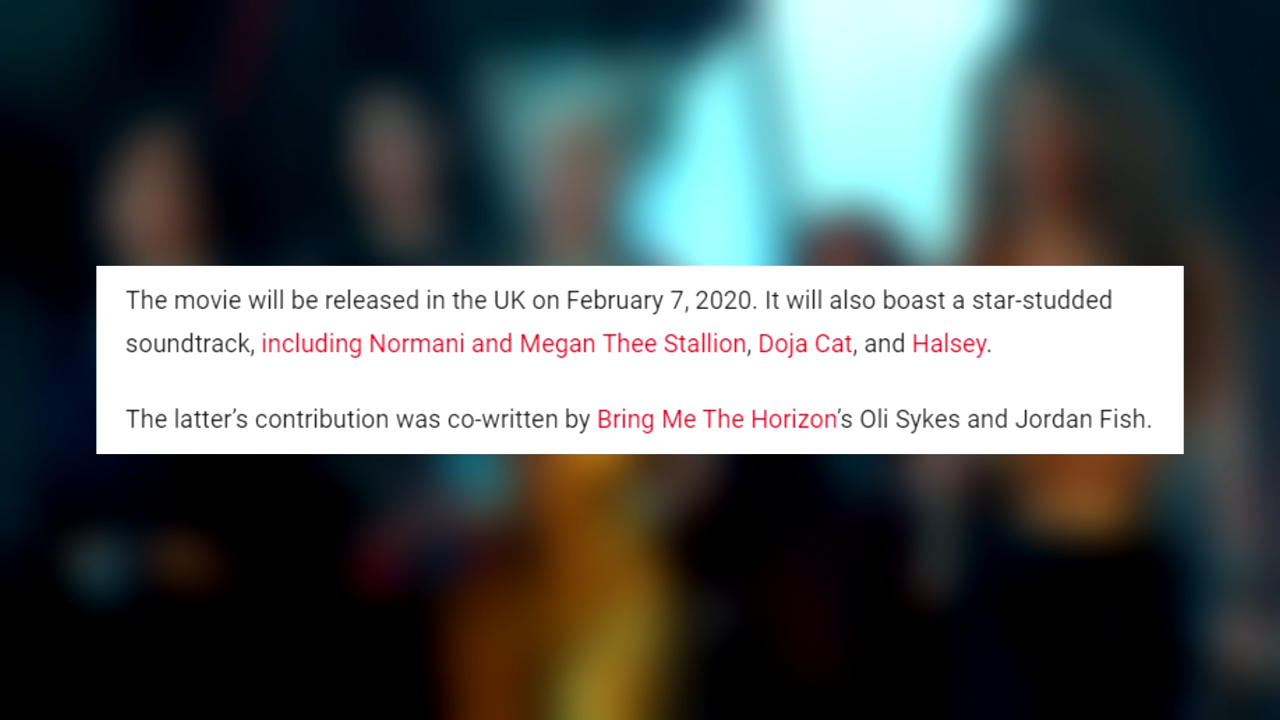 The movie will be released in the UK on February 7, 2020. It will also boast a star-studded
soundtrack, including Normani and Megan Thee Stallion, Doja Cat, and Halsey.
The latter’s contribution was co-written by Bring Me The Horizon’s Oli Sykes and Jordan Fish.